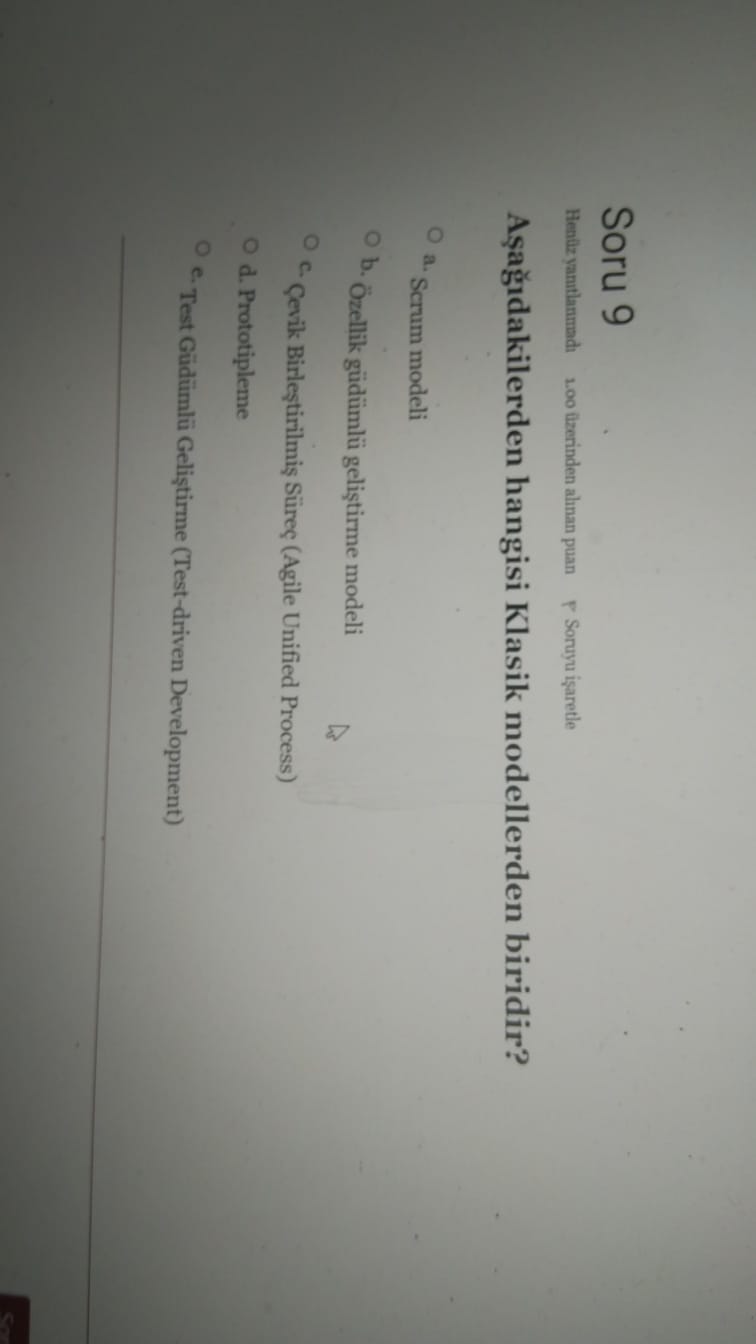 Soru 9
Henüz yanıtlanmadı 1.00 üzerinden alınan puan Soruyu işaretle
Aşağıdakilerden hangisi Klasik modellerden biridir?
a. Scrum modeli
b. Özellik güdümlü geliştirme modeli
c. Çevik Birleştirilmiş Süreç (Agile Unified Process)
d. Prototipleme
e. Test Güdümlü Geliştirme (Test-driven Development)